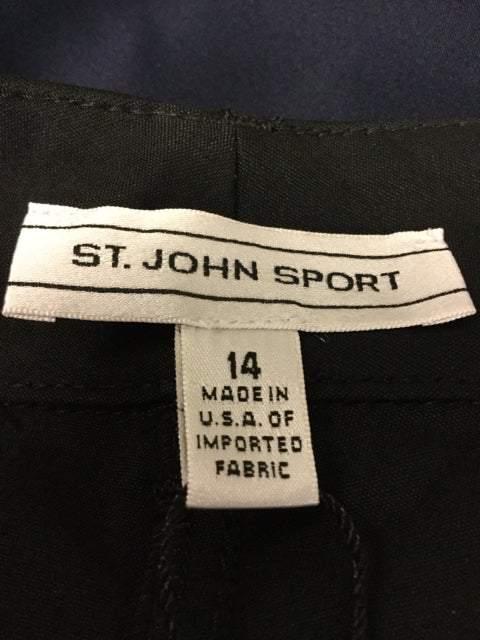 ST. JOHN SPORT
14
MADE IN
U.S.A. OF
IMPORTED
FABRIC